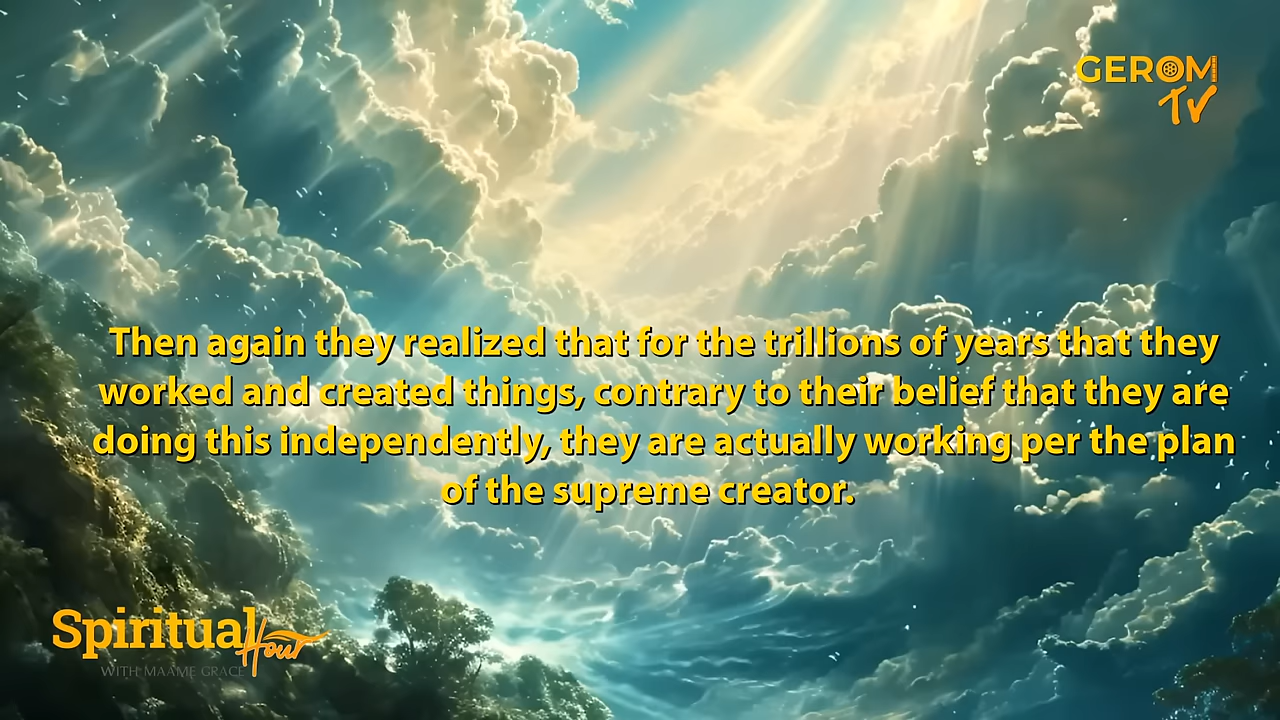 GEROM
TV
Then again they realized that for the trillions of years that they
worked and created things, contrary to their belief that they are
doing this independently, they are actually working per the plan
of the supreme creator.
Spiritual
Hour
WITH MAAME GRACE